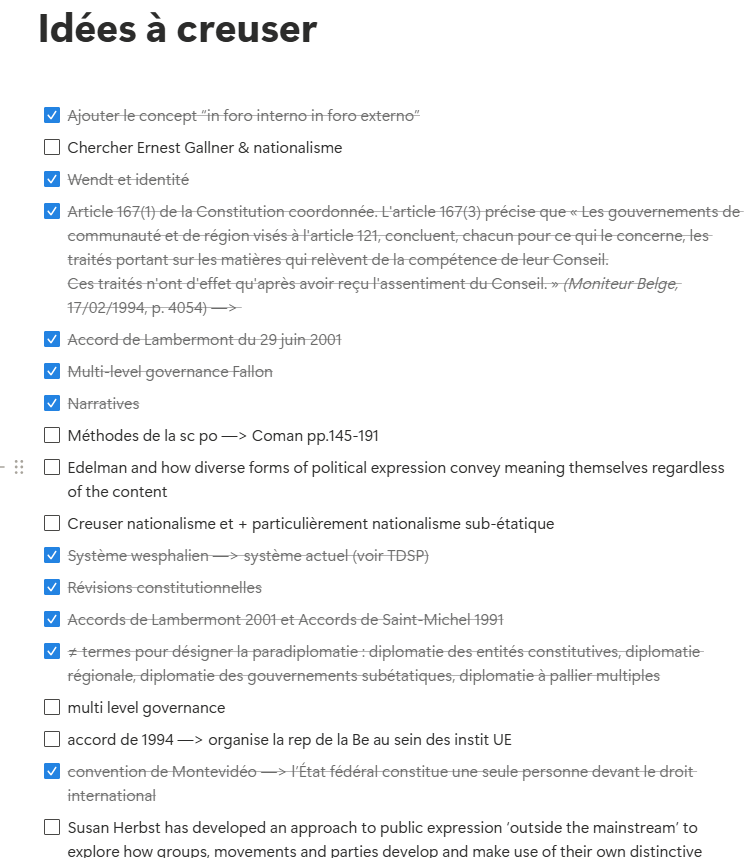 Idées à creuser
Ajouter le concept “in foro interno in foro externo”
Chercher Ernest Gallner & nationalisme
Wendt et identité
Article 167(1) de la Constitution coordonnée. L'article 167(3) précise que « Les gouvernements de
communauté et de région visés à l'article 121, concluent, chacun pour ce qui le concerne, les
traités portant sur les matières qui relèvent de la compétence de leur Conseil.
Ces traités n'ont d'effet qu'après avoir reçu l'assentiment du Conseil. » (Moniteur Belge,
17/02/1994, p. 4054) —>
Accord de Lambermont du 29 juin 2001
Multi-level governance Fallon
Narratives
Méthodes de la sc po —> Coman pp.145-191
Edelman and how diverse forms of political expression convey meaning themselves regardless
of the content
Creuser nationalisme et + particulièrement nationalisme sub-étatique
Système wesphalien —> système actuel (voir TDSP)
Révisions constitutionnelles
Accords de Lambermont 2001 et Accords de Saint-Michel 1991
≠ termes pour désigner la paradiplomatie : diplomatie des entités constitutives, diplomatie
régionale, diplomatie des gouvernements subétatiques, diplomatie à pallier multiples
multi level governance
accord de 1994 —> organise la rep de la Be au sein des instit UE
convention de Montevidéo —> l’État fédéral constitue une seule personne devant le droit
international
Susan Herbst has developed an approach to public expression ‘outside the mainstream’ to
explore how groups, movements and parties develop and make use of their own distinctive